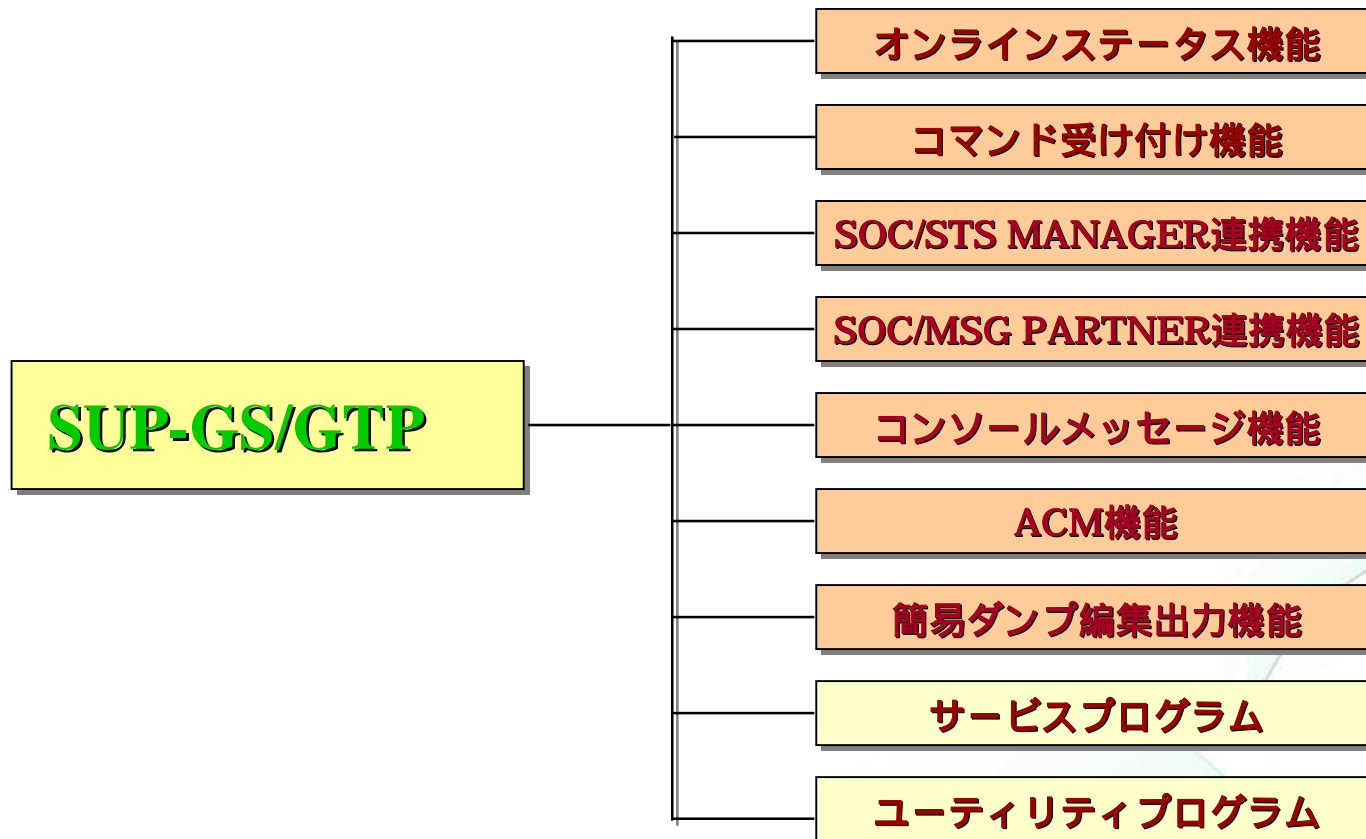 オンラインステータス機能
コマンド受け付け機能
SOC/STS MANAGER連携機能
SOC/MSG PARTNER連携機能
SUP-GS/GTP
コンソールメッセージ機能
ACM機能
簡易ダンプ編集出力機能
サービスプログラム
ユーティリティプログラム